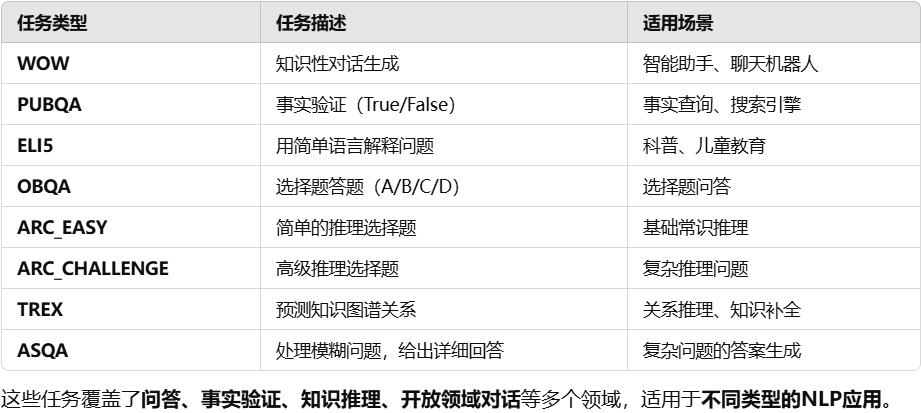 任务类型 任务描述 适用场景
WOW 知识性对话生成 智能助手、聊天机器人
PUBQA 事实验证（True/False） 事实查询、搜索引擎
ELI5 用简单语言解释问题 科普、儿童教育
OBQA 选择题答题（A/B/C/D） 选择题问答
ARC_EASY 简单的推理选择题 基础常识推理
ARC_CHALLENGE 高级推理选择题 复杂推理问题
TREX 预测知识图谱关系 关系推理、知识补全
ASQA 处理模糊问题，给出详细回答 复杂问题的答案生成
这些任务覆盖了问答、事实验证、知识推理、开放领域对话等多个领域，适用于不同类型的NLP应用。